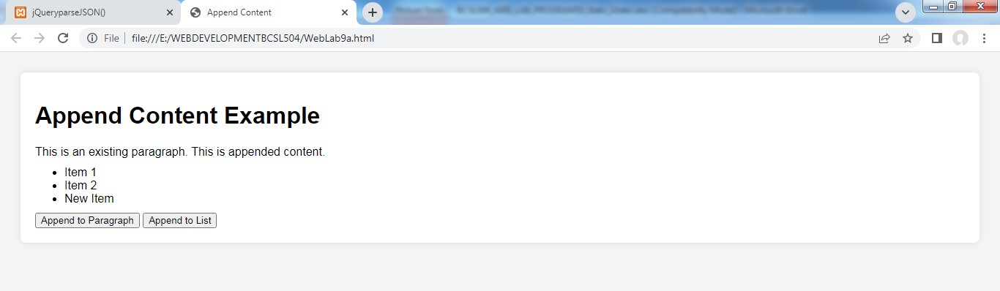 jQueryparseJSON()
Append Content
File
file:///E:/WEBDEVELOPMENTBCSL504/WebLab9a.html
Append Content Example
This is an existing paragraph. This is appended content.
Item 1
Item 2
New Item
Append to Paragraph
Append to List